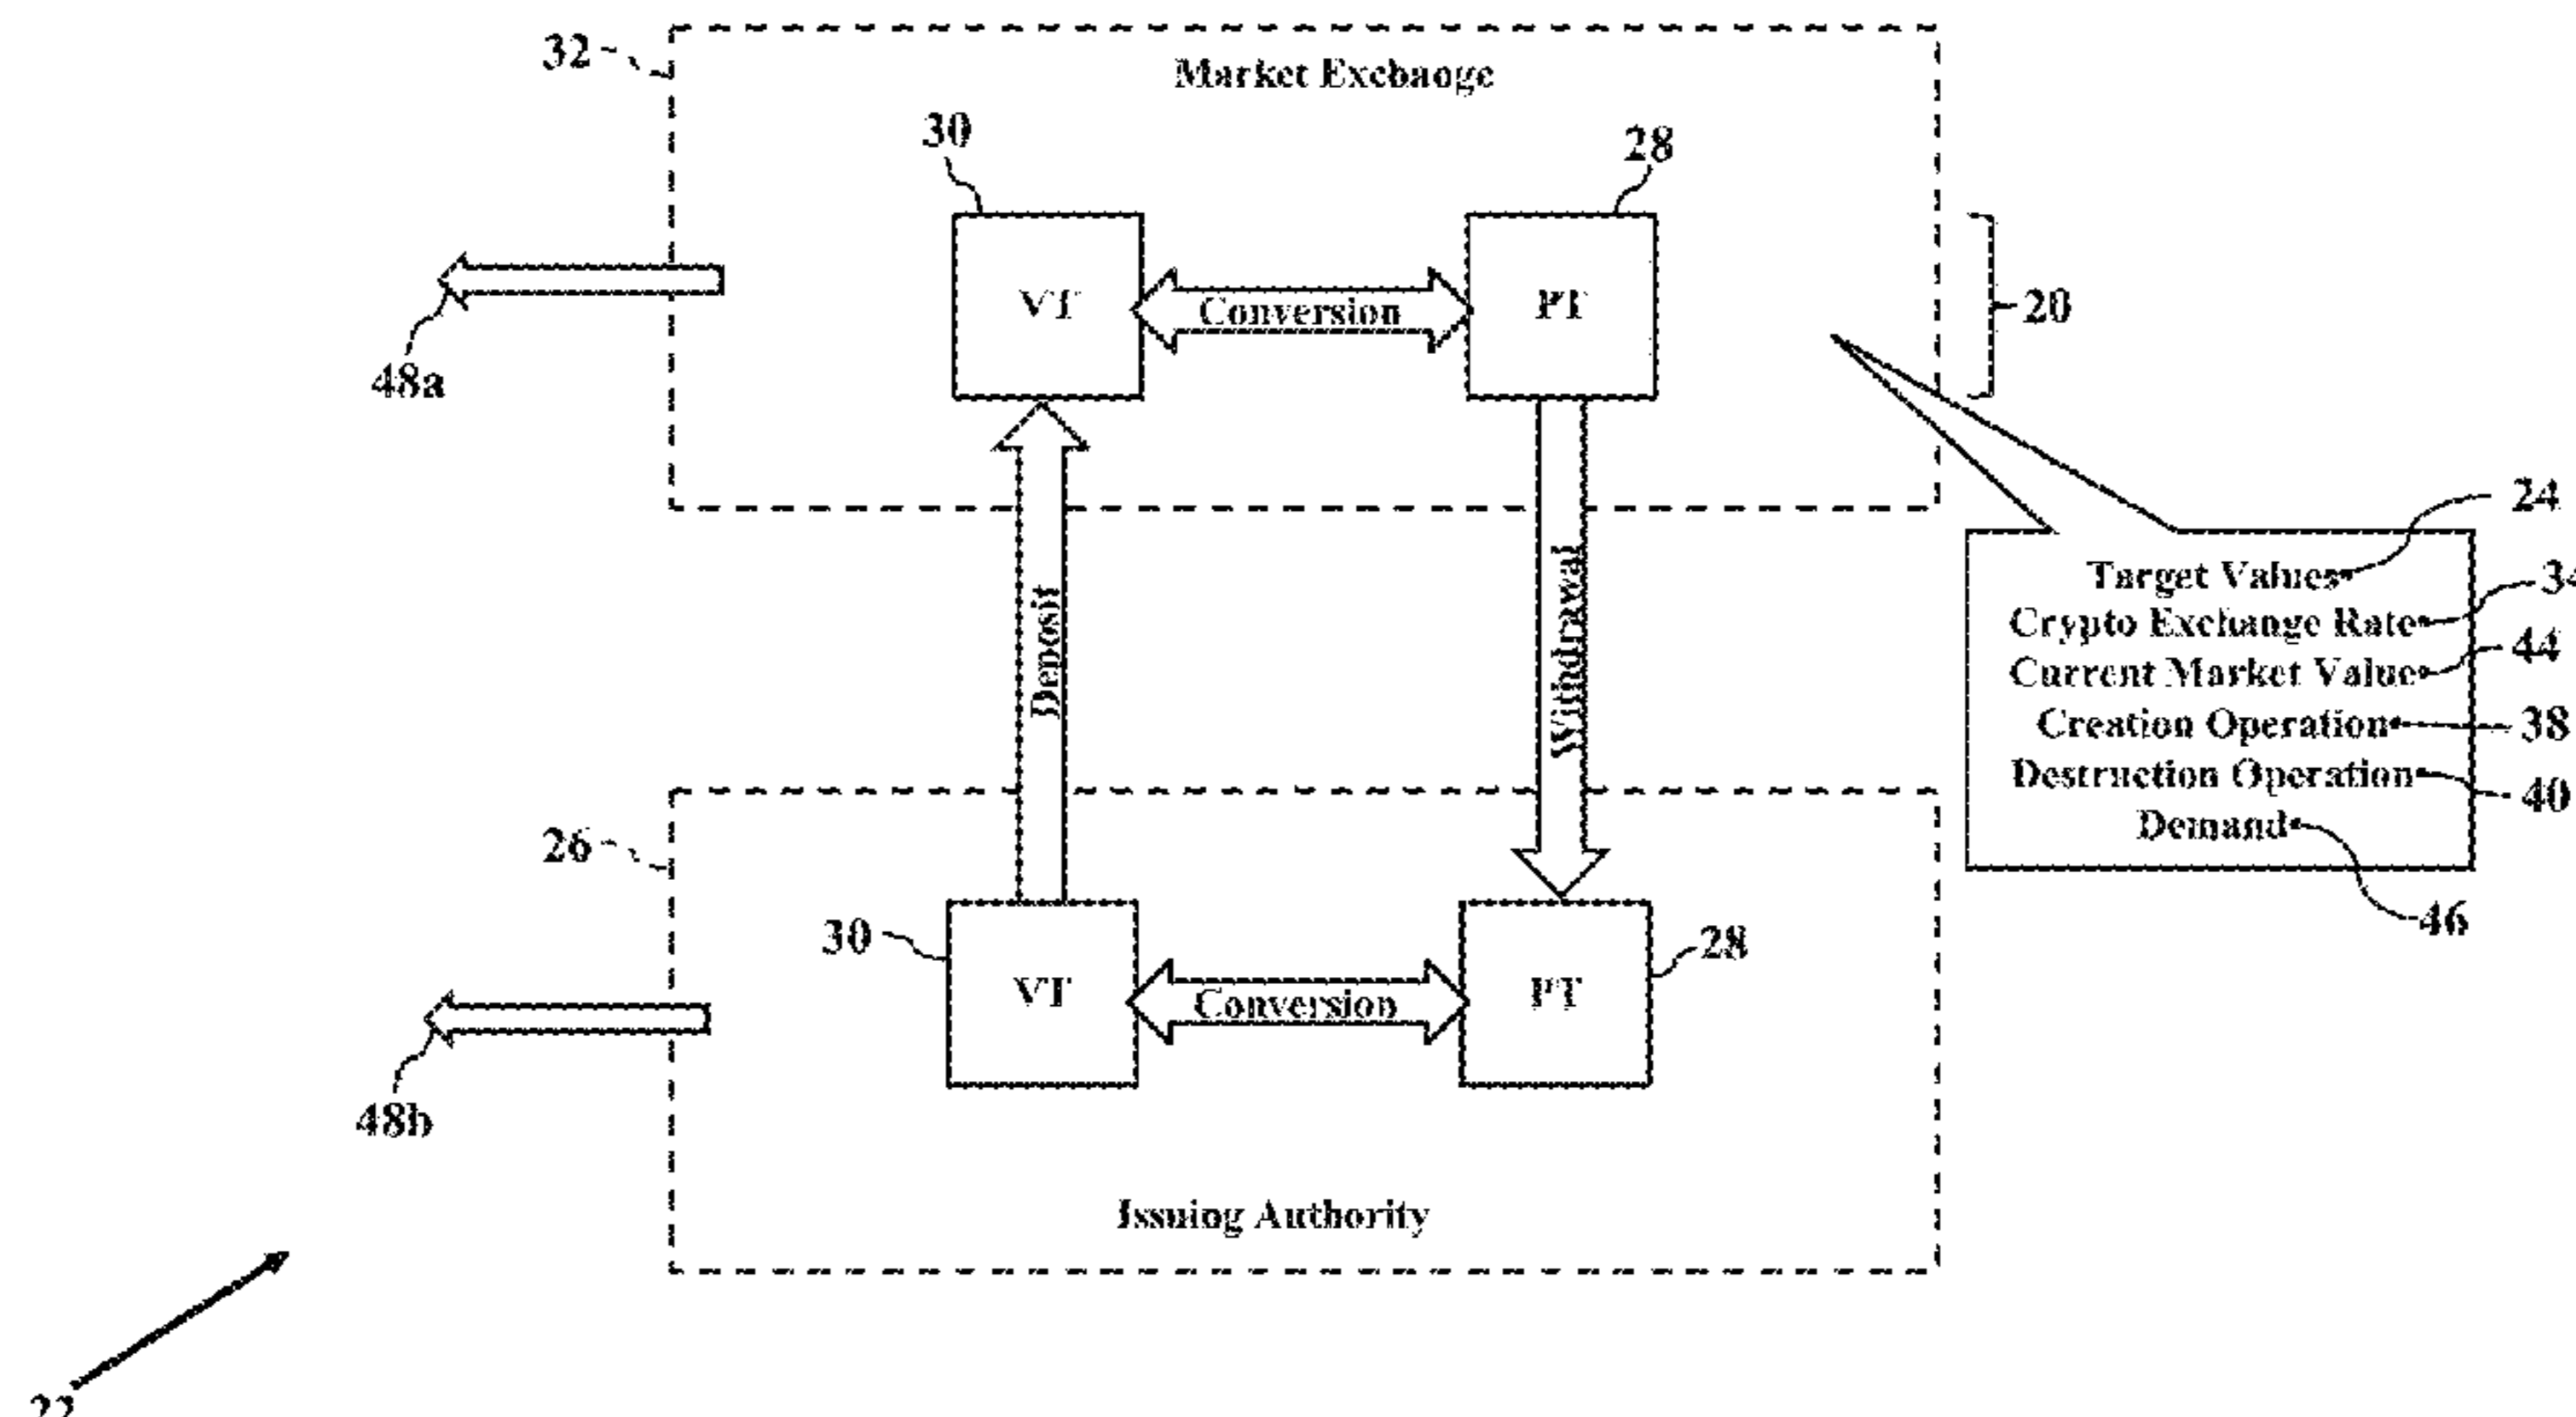 32
Market Exchange
30
28
VT
Conversion
PT
20
48a
24
Target Values
34
Crypto Exchange Rate
44
Current Market Value
Creation Operation
38
Destruction Operation
40
Demand
46
Deposit
Withdrawal
26
30
VT
Conversion
PT
28
48b
Issuing Authority
22